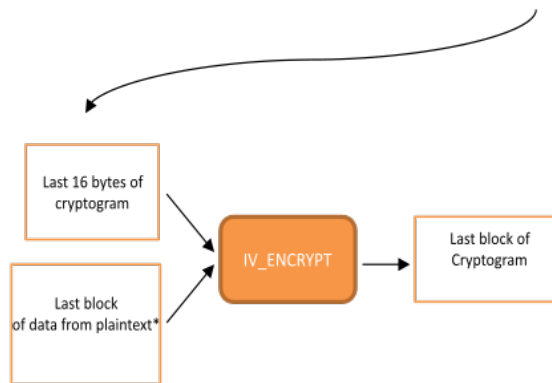 Last 16 bytes of
cryptogram
IV_ENCRYPT
Last block of
Cryptogram
Last block
of data from plaintext*